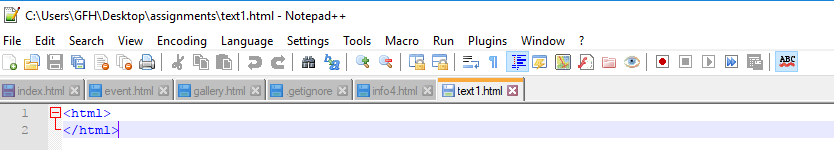 C:\Users\GFH\Desktop\assignments\text1.html - Notepad++
File Edit Search View Encoding Language Settings Tools Macro Run Plugins Window ?
ABC
index.html event.html gallery.html .getignore info4.html text1.html
1 <html>
2 </html>